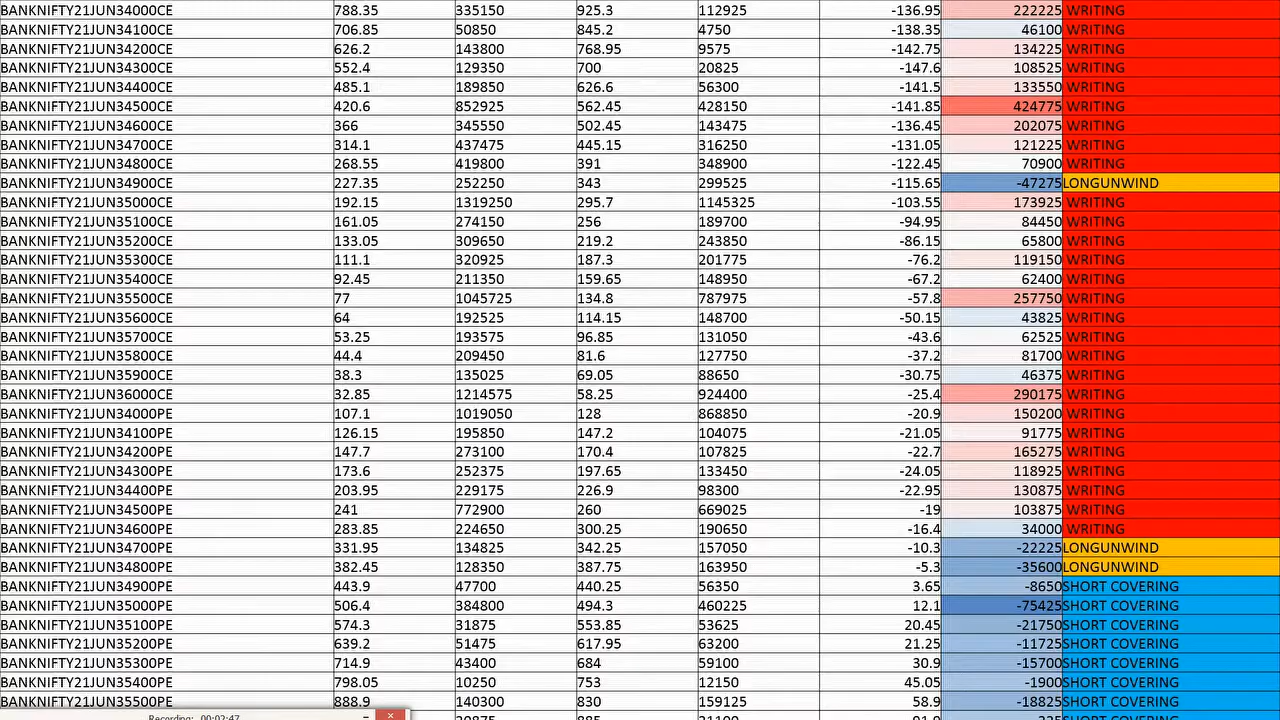 BANKNIFTY21JUN34000CE 788.35 335150 925.3 112925 -136.95 222225 WRITING
BANKNIFTY21JUN34100CE 706.85 50850 845.2 4750 -138.35 46100 WRITING
BANKNIFTY21JUN34200CE 626.2 143800 768.95 9575 -142.75 134225 WRITING
BANKNIFTY21JUN34300CE 552.4 129350 700 20825 -147.6 108525 WRITING
BANKNIFTY21JUN34400CE 485.1 189850 626.6 56300 -141.5 133550 WRITING
BANKNIFTY21JUN34500CE 420.6 852925 562.45 428150 -141.85 424775 WRITING
BANKNIFTY21JUN34600CE 366 345550 502.45 143475 -136.45 202075 WRITING
BANKNIFTY21JUN34700CE 314.1 437475 445.15 316250 -131.05 121225 WRITING
BANKNIFTY21JUN34800CE 268.55 419800 391 348900 -122.45 70900 WRITING
BANKNIFTY21JUN34900CE 227.35 252250 343 299525 -115.65 -47275 LONGUNWIND
BANKNIFTY21JUN35000CE 192.15 1319250 295.7 1145325 -103.55 173925 WRITING
BANKNIFTY21JUN35100CE 161.05 274150 256 189700 -94.95 84450 WRITING
BANKNIFTY21JUN35200CE 133.05 309650 219.2 243850 -86.15 65800 WRITING
BANKNIFTY21JUN35300CE 111.1 320925 187.3 201775 -76.2 119150 WRITING
BANKNIFTY21JUN35400CE 92.45 211350 159.65 148950 -67.2 62400 WRITING
BANKNIFTY21JUN35500CE 77 1045725 134.8 787975 -57.8 257750 WRITING
BANKNIFTY21JUN35600CE 64 192525 114.15 148700 -50.15 43825 WRITING
BANKNIFTY21JUN35700CE 53.25 193575 96.85 131050 -43.6 62525 WRITING
BANKNIFTY21JUN35800CE 44.4 209450 81.6 127750 -37.2 81700 WRITING
BANKNIFTY21JUN35900CE 38.3 135025 69.05 88650 -30.75 46375 WRITING
BANKNIFTY21JUN36000CE 32.85 1214575 58.25 924400 -25.4 290175 WRITING
BANKNIFTY21JUN34000PE 107.1 1019050 128 868850 -20.9 150200 WRITING
BANKNIFTY21JUN34100PE 126.15 195850 147.2 104075 -21.05 91775 WRITING
BANKNIFTY21JUN34200PE 147.7 273100 170.4 107825 -22.7 165275 WRITING
BANKNIFTY21JUN34300PE 173.6 252375 197.65 133450 -24.05 118925 WRITING
BANKNIFTY21JUN34400PE 203.95 229175 226.9 98300 -22.95 130875 WRITING
BANKNIFTY21JUN34500PE 241 772900 260 669025 -19 103875 WRITING
BANKNIFTY21JUN34600PE 283.85 224650 300.25 190650 -16.4 34000 WRITING
BANKNIFTY21JUN34700PE 331.95 134825 342.25 157050 -10.3 -22225 LONGUNWIND
BANKNIFTY21JUN34800PE 382.45 128350 387.75 163950 -5.3 -35600 LONGUNWIND
BANKNIFTY21JUN34900PE 443.9 47700 440.25 56350 3.65 -8650 SHORT COVERING
BANKNIFTY21JUN35000PE 506.4 384800 494.3 460225 12.1 -75425 SHORT COVERING
BANKNIFTY21JUN35100PE 574.3 31875 553.85 53625 20.45 -21750 SHORT COVERING
BANKNIFTY21JUN35200PE 639.2 51475 617.95 63200 21.25 -11725 SHORT COVERING
BANKNIFTY21JUN35300PE 714.9 43400 684 59100 30.9 -15700 SHORT COVERING
BANKNIFTY21JUN35400PE 798.05 10250 753 12150 45.05 -1900 SHORT COVERING
BANKNIFTY21JUN35500PE 888.9 140300 830 159125 58.9 -18825 SHORT COVERING
Recording: 00:02:47